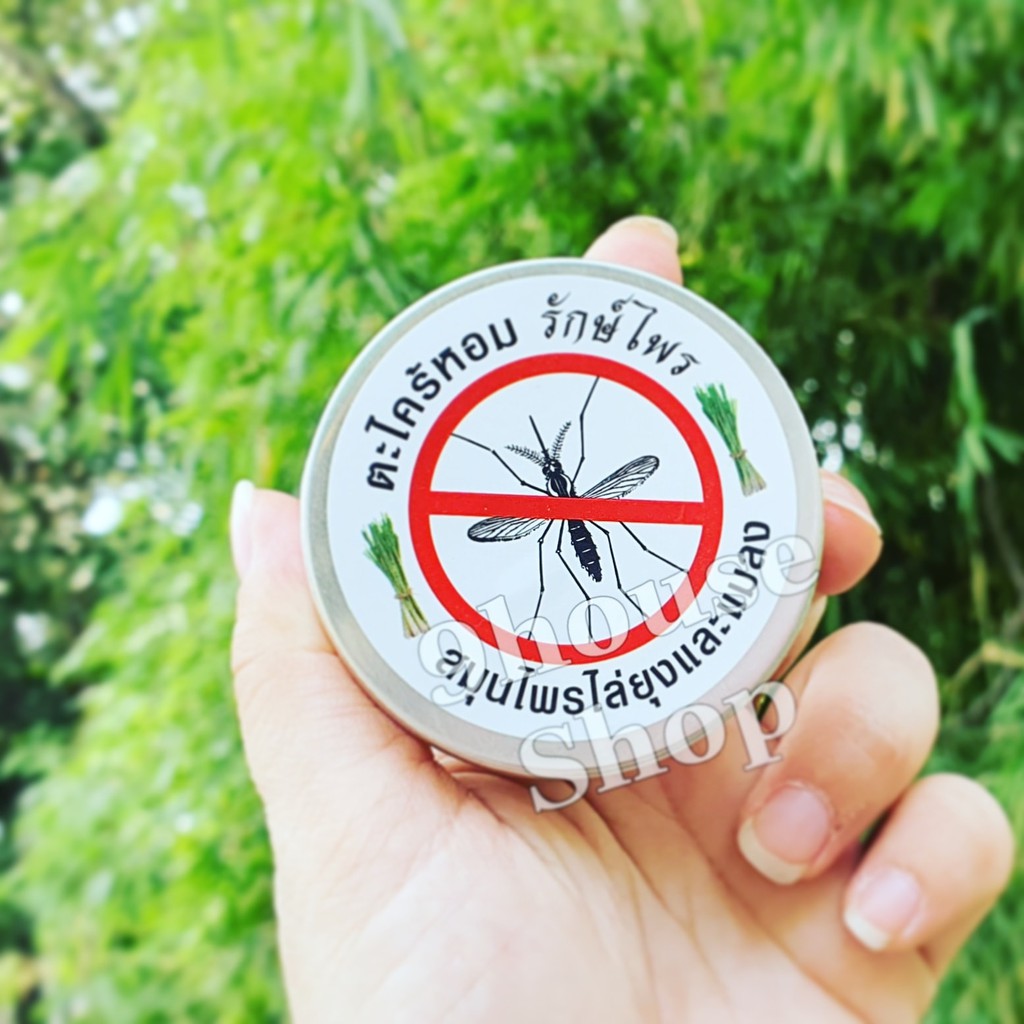 ตะไคร้หอม รักษ์ไพร
สมุนไพรไล่ยุงและแมลง
9house
Shop